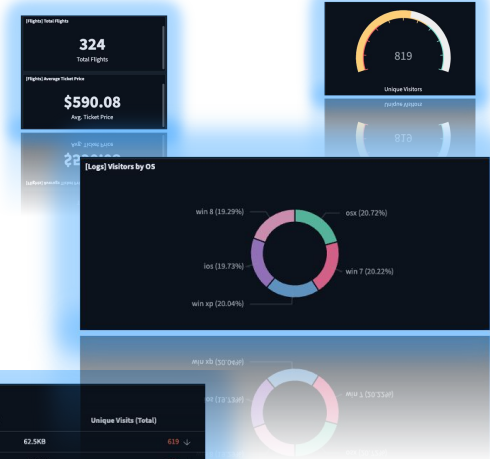 [Flights] Total Flights
324
Total Flights
[Flights] Average Ticket Price
$590.08
Avg. Ticket Price
819
Unique Visitors
[Logs] Visitors by OS
win 8 (19.29%)
osx (20.72%)
ios (19.73%)
win 7 (20.22%)
win xp (20.04%)
Unique Visits (Total)
62.5KB
619 ↓